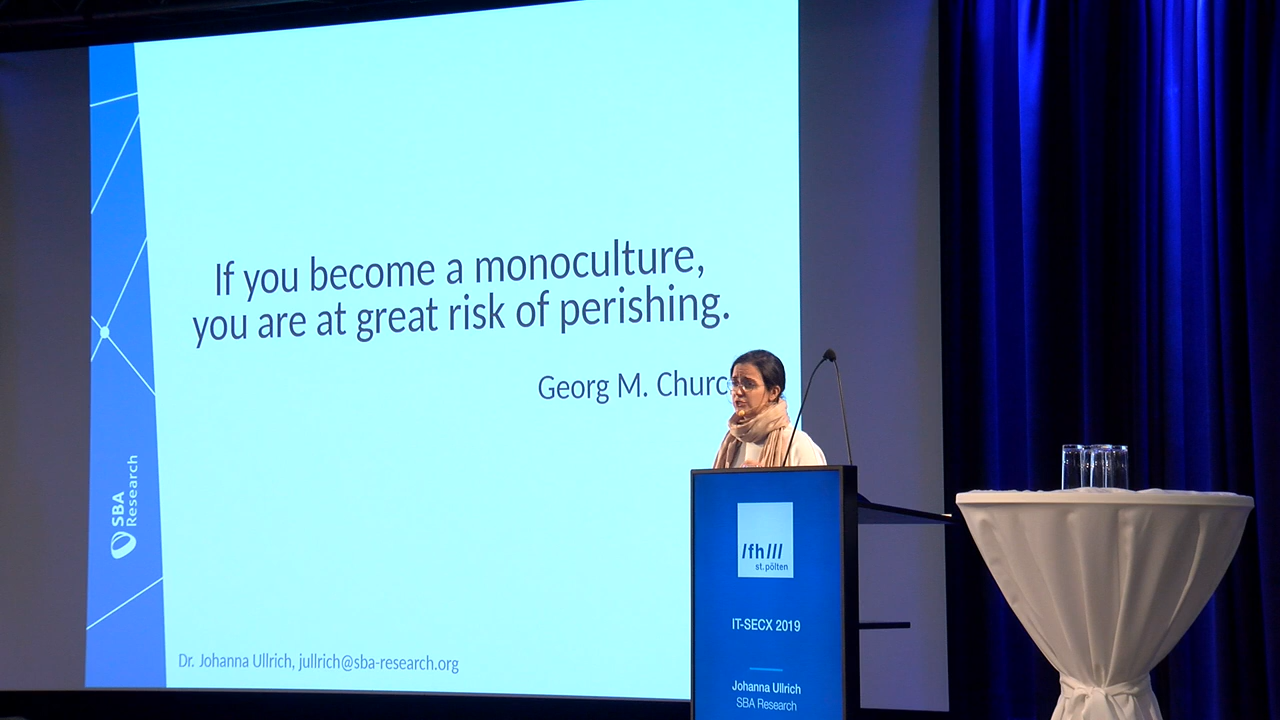 If you become a monoculture,
you are at great risk of perishing.
Georg M.
SBA
Research
Dr. Johanna Ullrich, jullrich@sba-research.org
/fh///
st.pölten
IT-SECX 2019
Johanna Ullrich
SBA Research